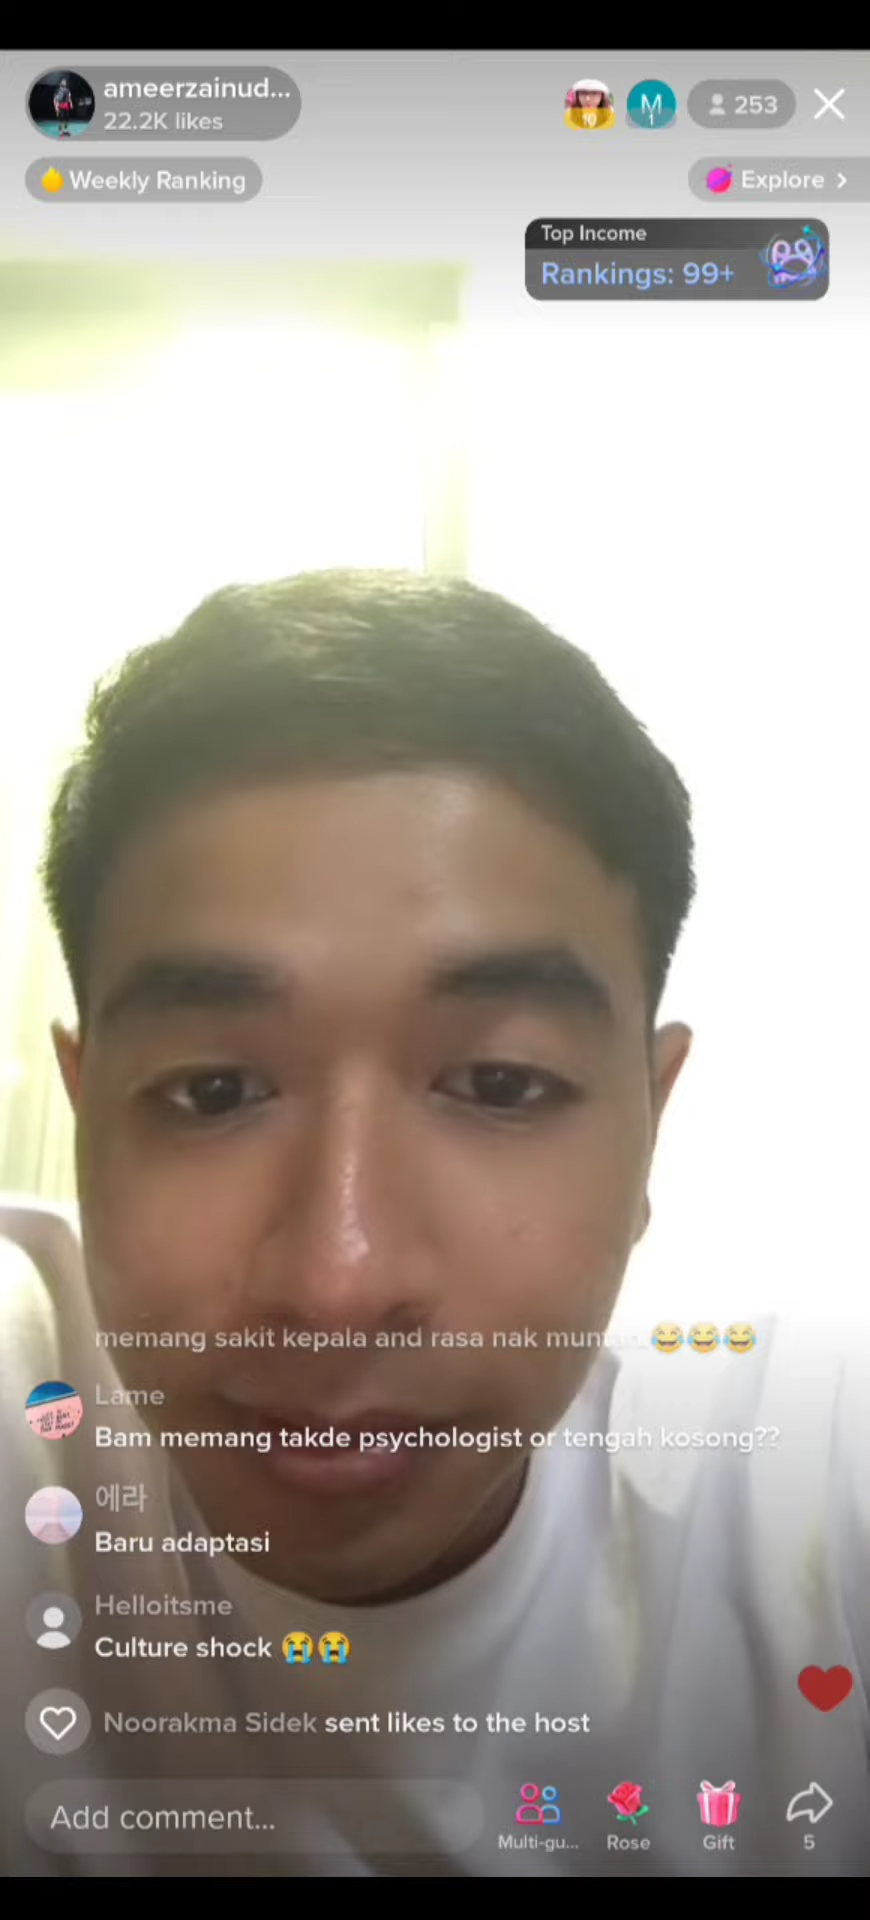 ameerzainud...
22.2K likes
10
M
1
253
Weekly Ranking
Explore >
Top Income
Rankings: 99+
memang sakit kepala and rasa nak 😂😂😂
Lame
Bam memang takde psychologist or tengah kosong??
에라
Baru adaptasi
Helloitsme
Culture shock 😭😭
Noorakma Sidek sent likes to the host
Add comment...
Multi-gu...
Rose
Gift
5